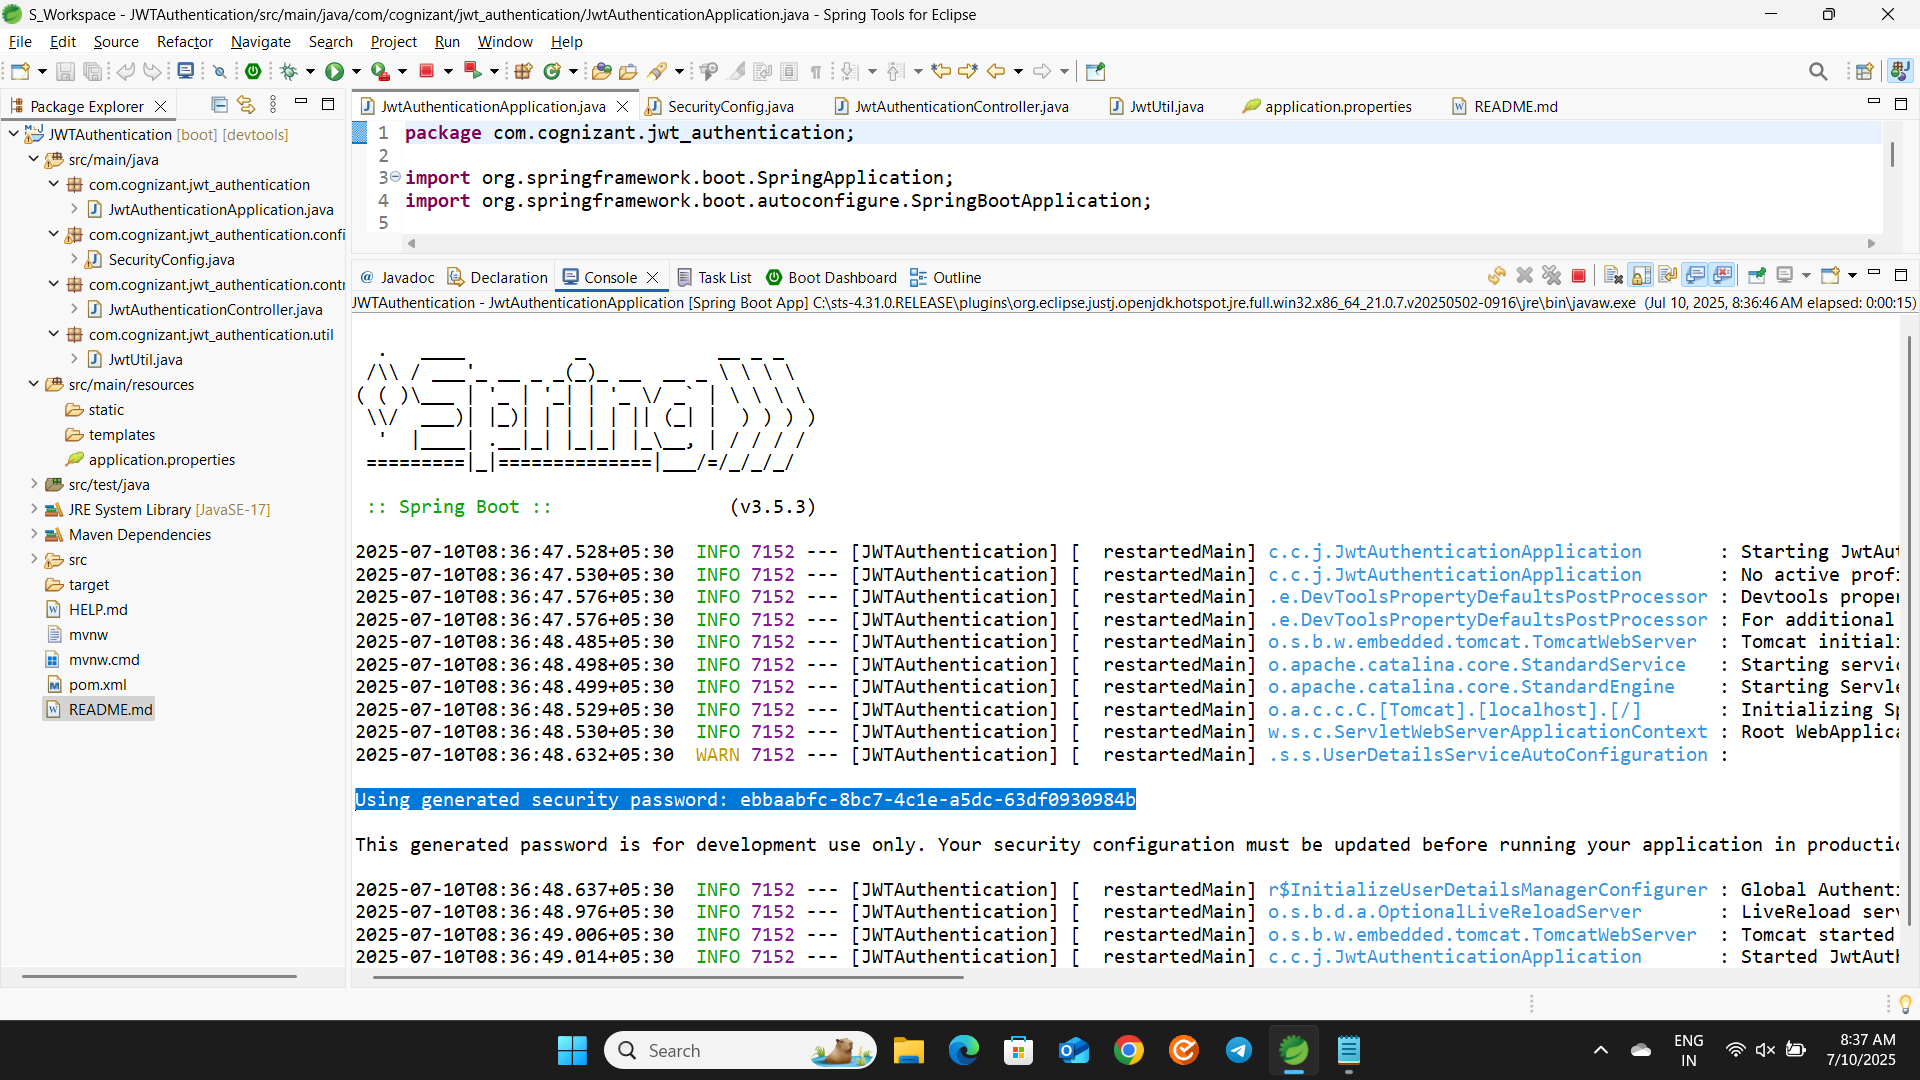 S_Workspace - JWTAuthentication/src/main/java/com/cognizant/jwt_authentication/JwtAuthenticationApplication.java - Spring Tools for Eclipse
File Edit Source Refactor Navigate Search Project Run Window Help
Package Explorer
JWTAuthentication [boot] [devtools]
src/main/java
com.cognizant.jwt_authentication
JwtAuthenticationApplication.java
com.cognizant.jwt_authentication.confi
SecurityConfig.java
com.cognizant.jwt_authentication.contr
JwtAuthenticationController.java
com.cognizant.jwt_authentication.util
JwtUtil.java
src/main/resources
static
templates
application.properties
src/test/java
JRE System Library [JavaSE-17]
Maven Dependencies
src
target
HELP.md
mvnw
mvnw.cmd
pom.xml
README.md
JwtAuthenticationApplication.java SecurityConfig.java JwtAuthenticationController.java JwtUtil.java application.properties README.md
1 package com.cognizant.jwt_authentication;
2
3 import org.springframework.boot.SpringApplication;
4 import org.springframework.boot.autoconfigure.SpringBootApplication;
5
@ Javadoc Declaration Console Task List Boot Dashboard Outline
JWTAuthentication - JwtAuthenticationApplication [Spring Boot App] C:\sts-4.31.0.RELEASE\plugins\org.eclipse.justj.openjdk.hotspot.jre.full.win32.x86_64_21.0.7.v20250502-0916\jre\bin\javaw.exe (Jul 10, 2025, 8:36:46 AM elapsed: 0:00:15)
Spring
:: Spring Boot :: (v3.5.3)
2025-07-10T08:36:47.528+05:30 INFO 7152 --- [JWTAuthentication] [ restartedMain] c.c.j.JwtAuthenticationApplication : Starting JwtAut
2025-07-10T08:36:47.530+05:30 INFO 7152 --- [JWTAuthentication] [ restartedMain] c.c.j.JwtAuthenticationApplication : No active profi
2025-07-10T08:36:47.576+05:30 INFO 7152 --- [JWTAuthentication] [ restartedMain] .e.DevToolsPropertyDefaultsPostProcessor : Devtools proper
2025-07-10T08:36:47.576+05:30 INFO 7152 --- [JWTAuthentication] [ restartedMain] .e.DevToolsPropertyDefaultsPostProcessor : For additional
2025-07-10T08:36:48.485+05:30 INFO 7152 --- [JWTAuthentication] [ restartedMain] o.s.b.w.embedded.tomcat.TomcatWebServer : Tomcat initiali
2025-07-10T08:36:48.498+05:30 INFO 7152 --- [JWTAuthentication] [ restartedMain] o.apache.catalina.core.StandardService : Starting servic
2025-07-10T08:36:48.499+05:30 INFO 7152 --- [JWTAuthentication] [ restartedMain] o.apache.catalina.core.StandardEngine : Starting Servle
2025-07-10T08:36:48.529+05:30 INFO 7152 --- [JWTAuthentication] [ restartedMain] o.a.c.c.C.[Tomcat].[localhost].[/] : Initializing Sp
2025-07-10T08:36:48.530+05:30 INFO 7152 --- [JWTAuthentication] [ restartedMain] w.s.c.ServletWebServerApplicationContext : Root WebApplica
2025-07-10T08:36:48.632+05:30 WARN 7152 --- [JWTAuthentication] [ restartedMain] .s.s.UserDetailsServiceAutoConfiguration :
Using generated security password: ebbaabfc-8bc7-4c1e-a5dc-63df0930984b
This generated password is for development use only. Your security configuration must be updated before running your application in productio
2025-07-10T08:36:48.637+05:30 INFO 7152 --- [JWTAuthentication] [ restartedMain] r$InitializeUserDetailsManagerConfigurer : Global Authenti
2025-07-10T08:36:48.976+05:30 INFO 7152 --- [JWTAuthentication] [ restartedMain] o.s.b.d.a.OptionalLiveReloadServer : LiveReload serv
2025-07-10T08:36:49.006+05:30 INFO 7152 --- [JWTAuthentication] [ restartedMain] o.s.b.w.embedded.tomcat.TomcatWebServer : Tomcat started
2025-07-10T08:36:49.014+05:30 INFO 7152 --- [JWTAuthentication] [ restartedMain] c.c.j.JwtAuthenticationApplication : Started JwtAuth
Search
ENG
IN
8:37 AM
7/10/2025